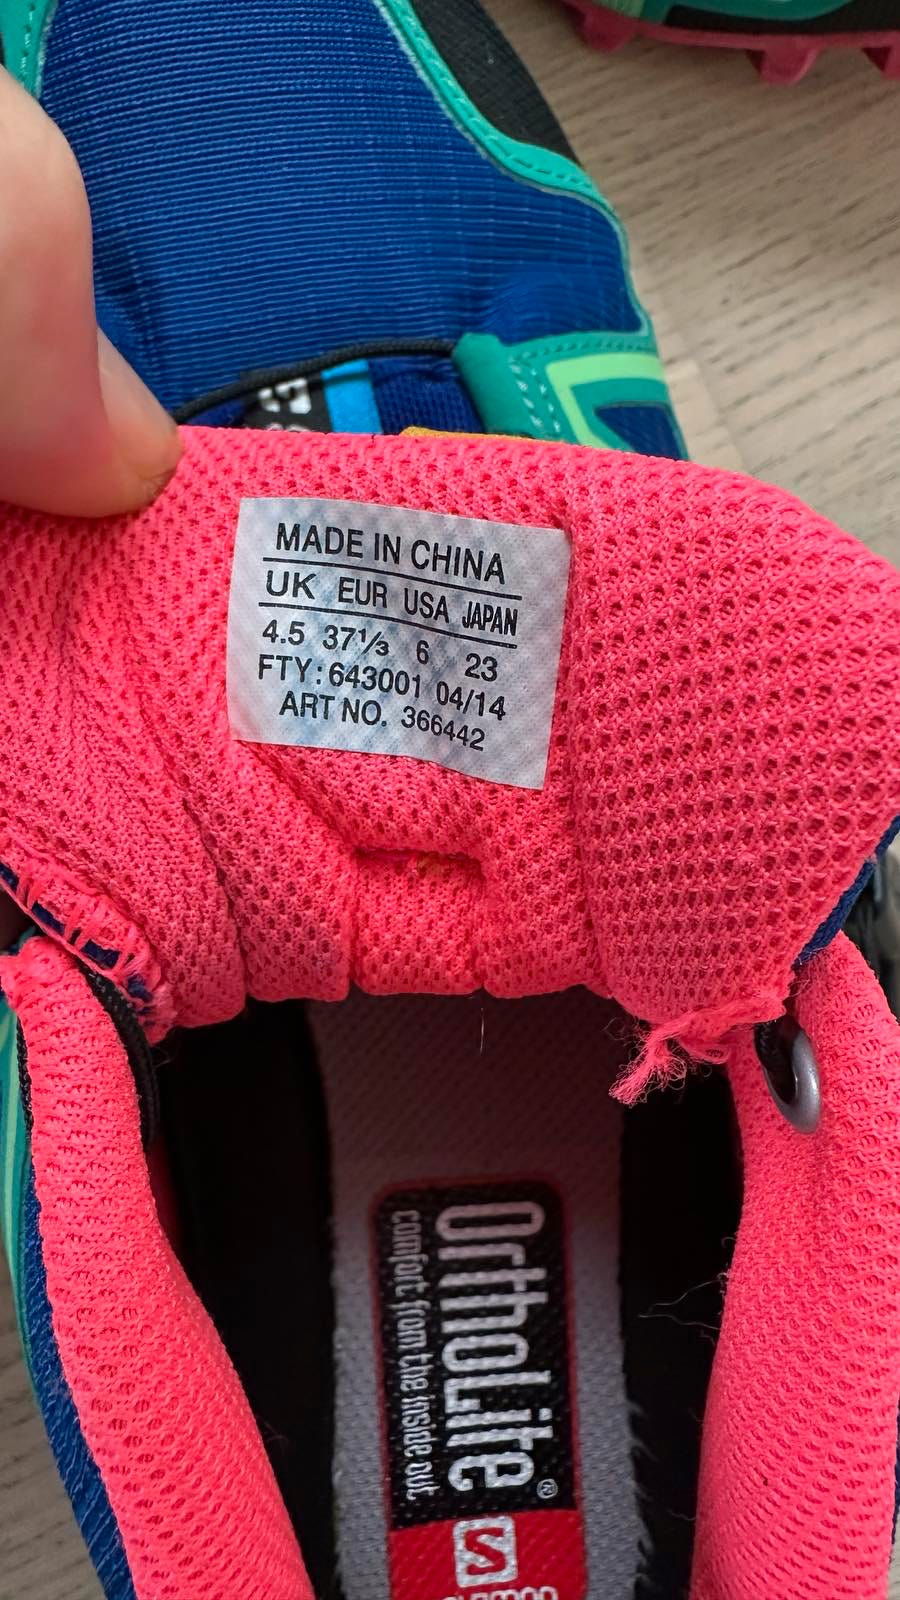 MADE IN CHINA
UK EUR USA JAPAN
4.5 37⅓ 6 23
FTY: 643001 04/14
ART NO. 366442
OrthoLite®
comfort from the inside out.
S